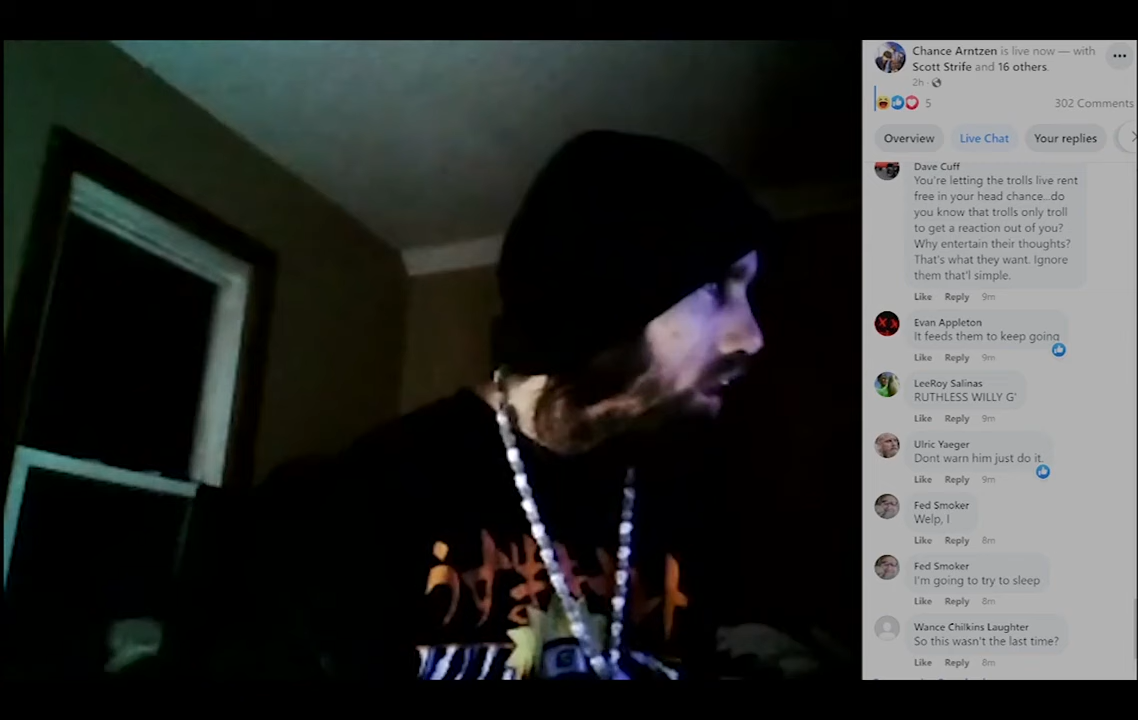 Chance Arntzen is live now — with
Scott Strife and 16 others.
2h
5
302 Comments
Overview
Live Chat
Your replies
Dave Cuff
You're letting the trolls live rent
free in your head chance...do
you know that trolls only troll
to get a reaction out of you?
Why entertain their thoughts?
That's what they want. Ignore
them that'l simple.
Like Reply 9m
Evan Appleton
It feeds them to keep going
Like Reply 9m
LeeRoy Salinas
RUTHLESS WILLY G'
Like Reply 9m
Ulric Yaeger
Dont warn him just do it.
Like Reply 9m
Fed Smoker
Welp, I
Like Reply 8m
Fed Smoker
I'm going to try to sleep
Like Reply 8m
Wance Chilkins Laughter
So this wasn't the last time?
Like Reply 8m